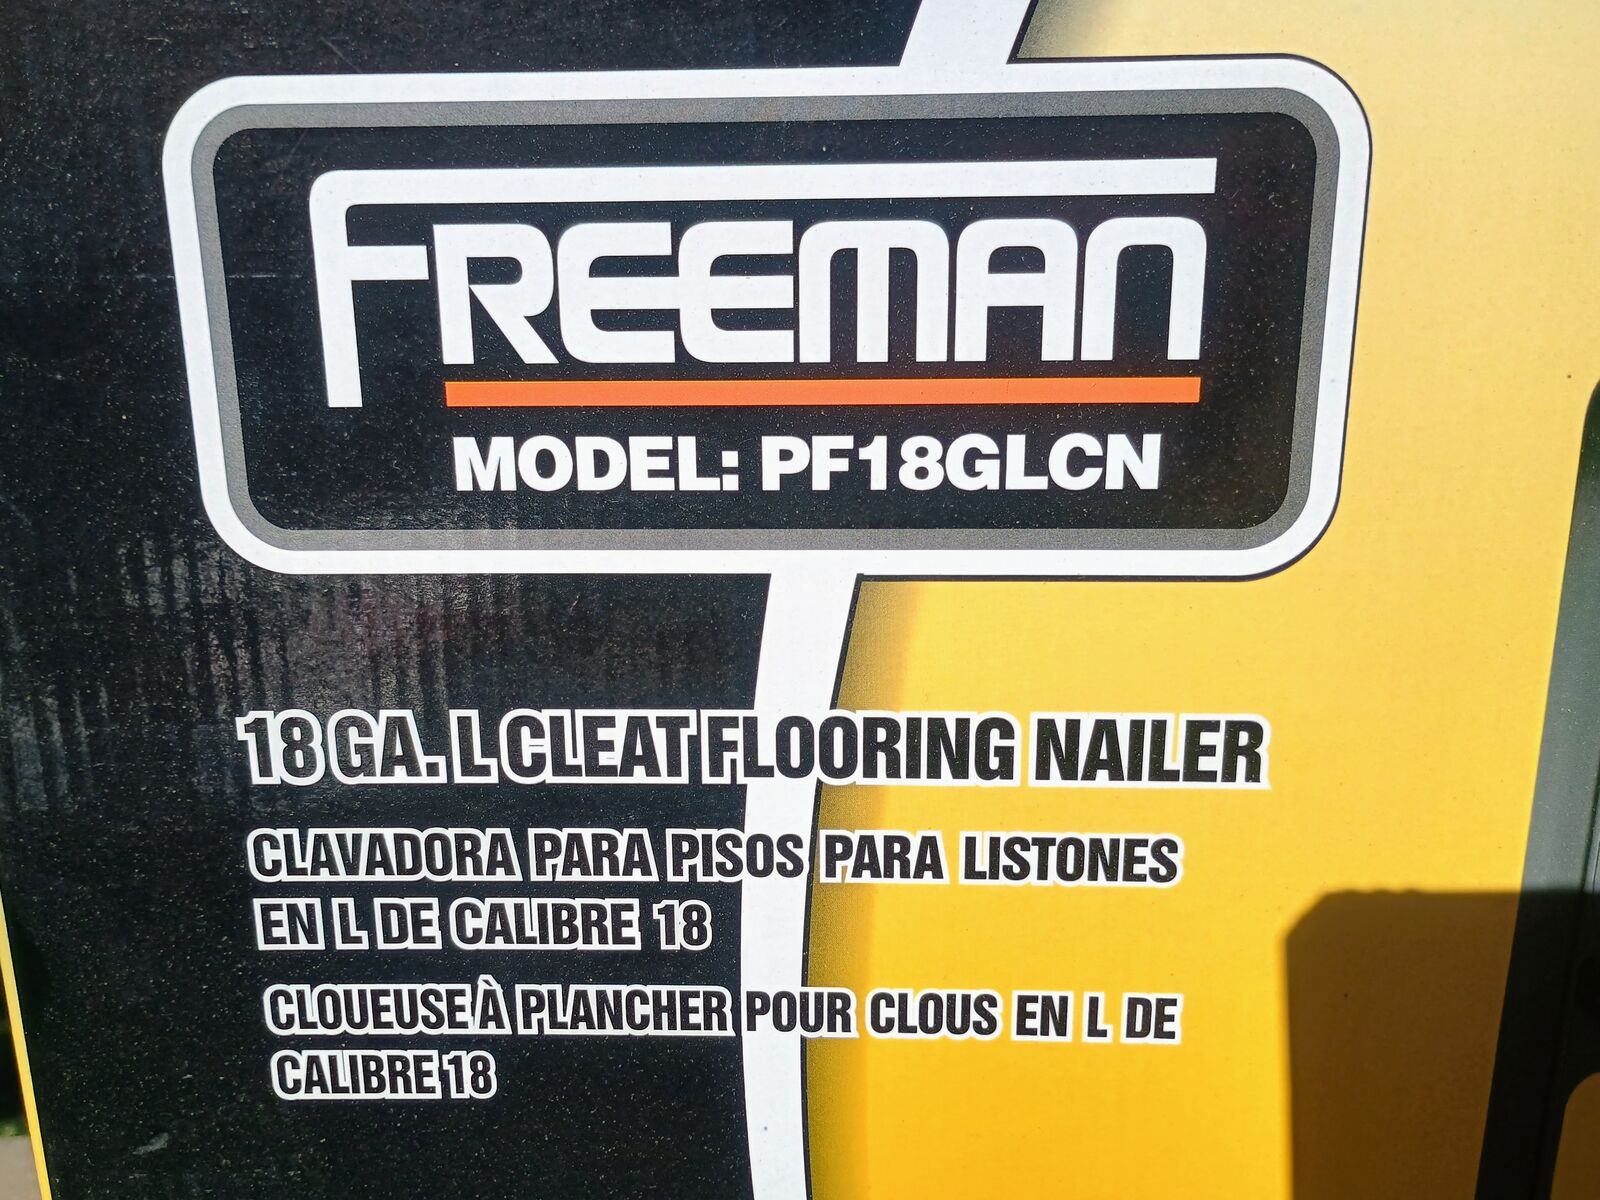 FREEMAN
MODEL: PF18GLCN
18 GA. L CLEAT FLOORING NAILER
CLAVADORA PARA PISOS PARA LISTONES
EN L DE CALIBRE 18
CLOUEUSE À PLANCHER POUR CLOUS EN L DE
CALIBRE 18